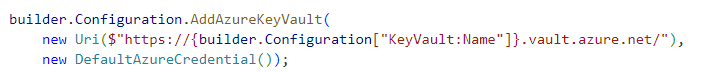 builder.Configuration.AddAzureKeyVault(
    new Uri($"https://{builder.Configuration["KeyVault:Name"]}.vault.azure.net/"),
    new DefaultAzureCredential());